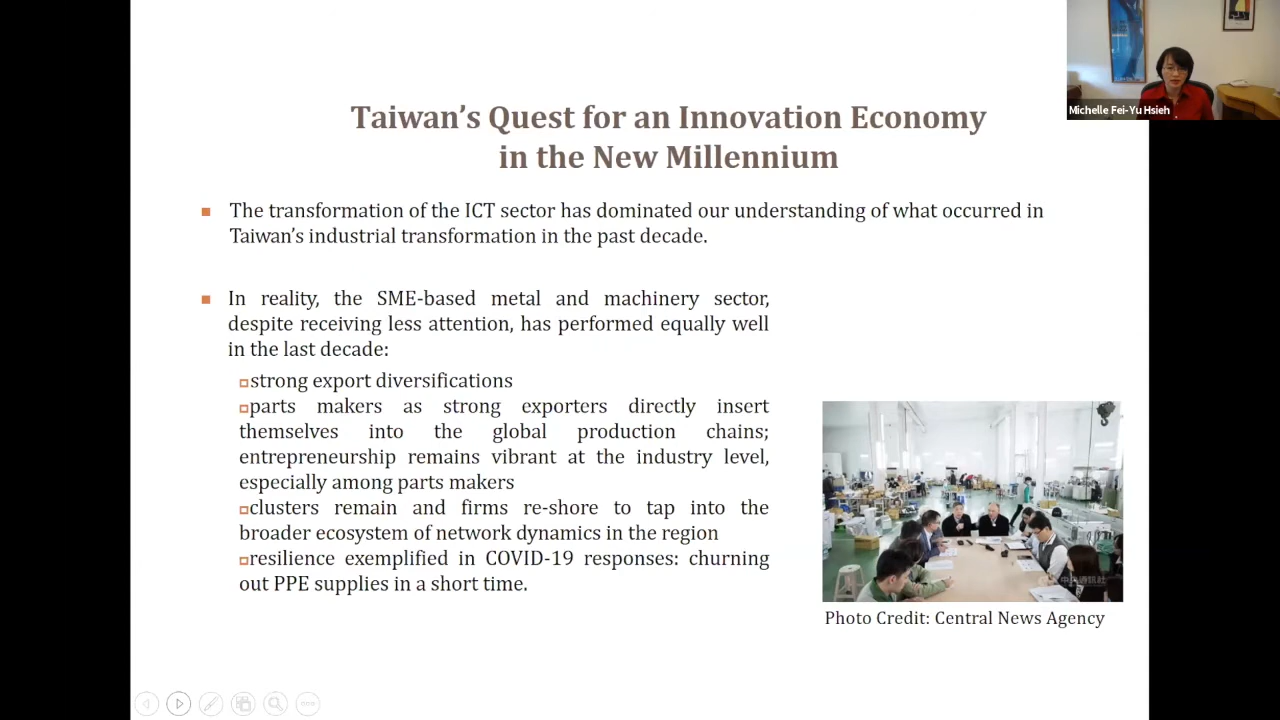 Michelle Fei-Yu Hsieh
Taiwan’s Quest for an Innovation Economy
in the New Millennium
The transformation of the ICT sector has dominated our understanding of what occurred in
Taiwan’s industrial transformation in the past decade.
In reality, the SME-based metal and machinery sector,
despite receiving less attention, has performed equally well
in the last decade:
strong export diversifications
parts makers as strong exporters directly insert
themselves into the global production chains;
entrepreneurship remains vibrant at the industry level,
especially among parts makers
clusters remain and firms re-shore to tap into the
broader ecosystem of network dynamics in the region
resilience exemplified in COVID-19 responses: churning
out PPE supplies in a short time.
中央通訊社
Photo Credit: Central News Agency